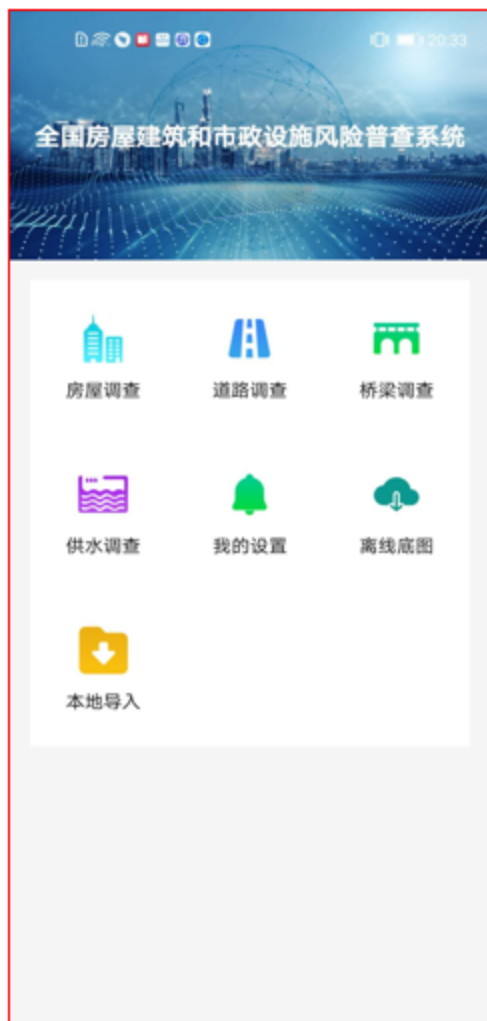 20:33
全国房屋建筑和市政设施风险普查系统
房屋调查 道路调查 桥梁调查
供水调查 我的设置 离线底图
本地导入